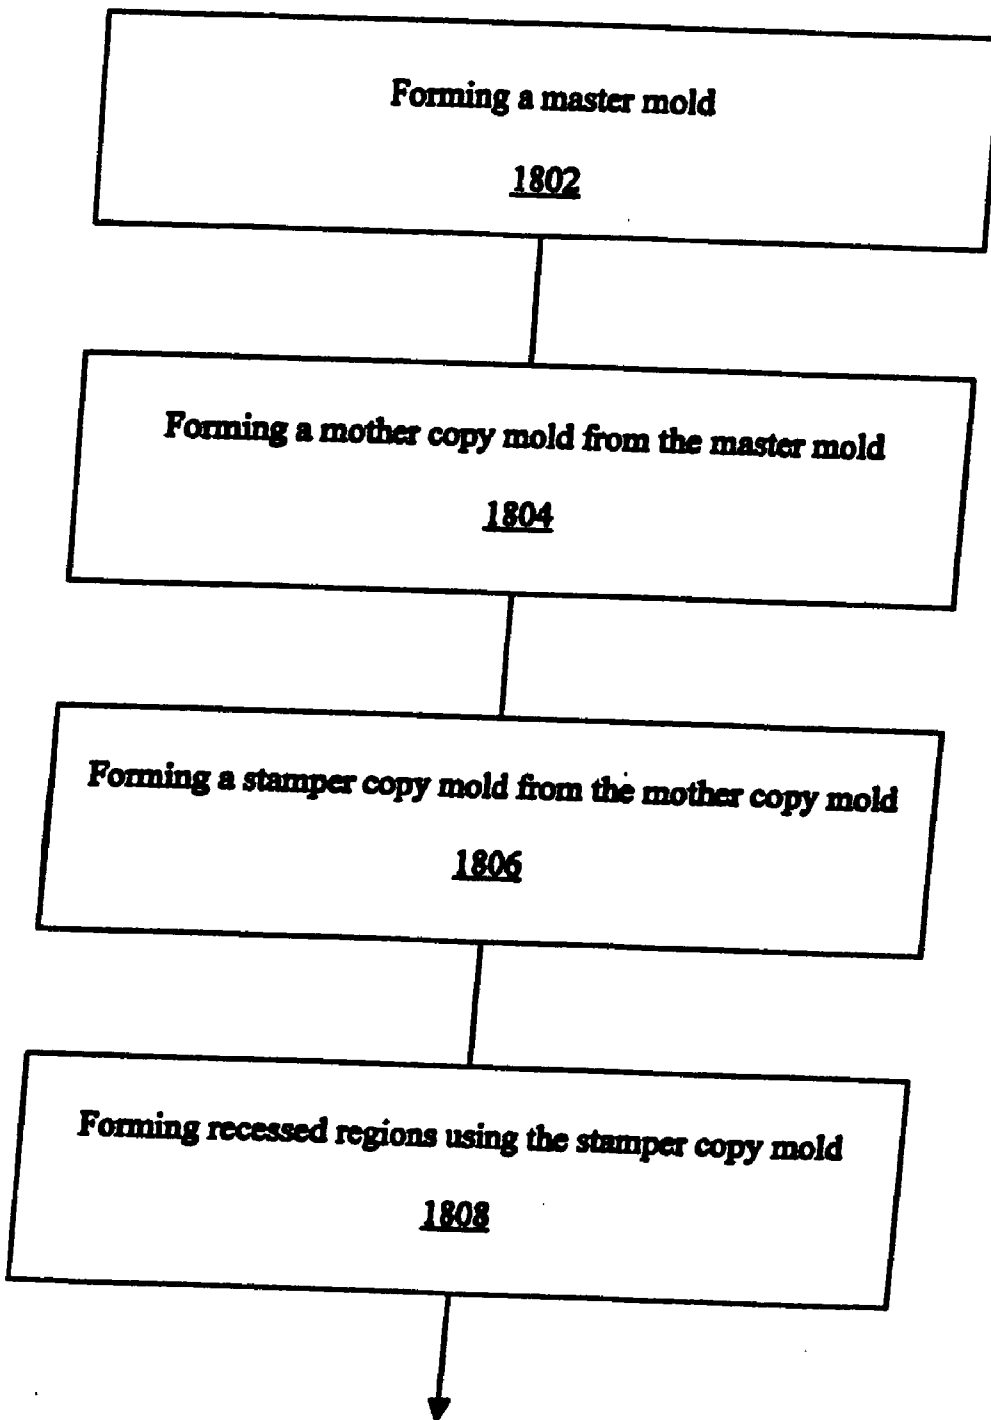 Forming a master mold
1802
Forming a mother copy mold from the master mold
1804
Forming a stamper copy mold from the mother copy mold
1806
Forming recessed regions using the stamper copy mold
1808